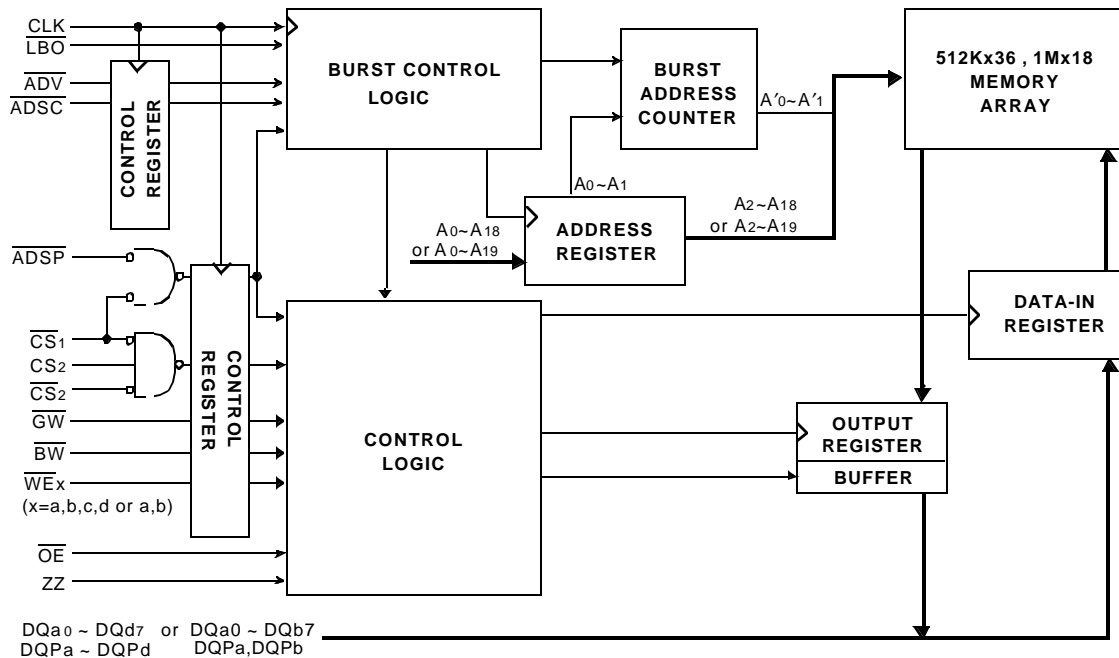 CLK
LBO
ADV
ADSC
CONTROL
REGISTER
BURST CONTROL
LOGIC
BURST
ADDRESS
COUNTER
A′0~A′1
512Kx36 , 1Mx18
MEMORY
ARRAY
A0~A1
A0~A18
or A0~A19
ADDRESS
REGISTER
A2~A18
or A2~A19
ADSP
CS1
CS2
CS2
GW
BW
WEx
(x=a,b,c,d or a,b)
OE
ZZ
CONTROL
REGISTER
CONTROL
LOGIC
DATA-IN
REGISTER
OUTPUT
REGISTER
BUFFER
DQa0 ~ DQd7 or DQa0 ~ DQb7
DQPa ~ DQPd DQPa,DQPb